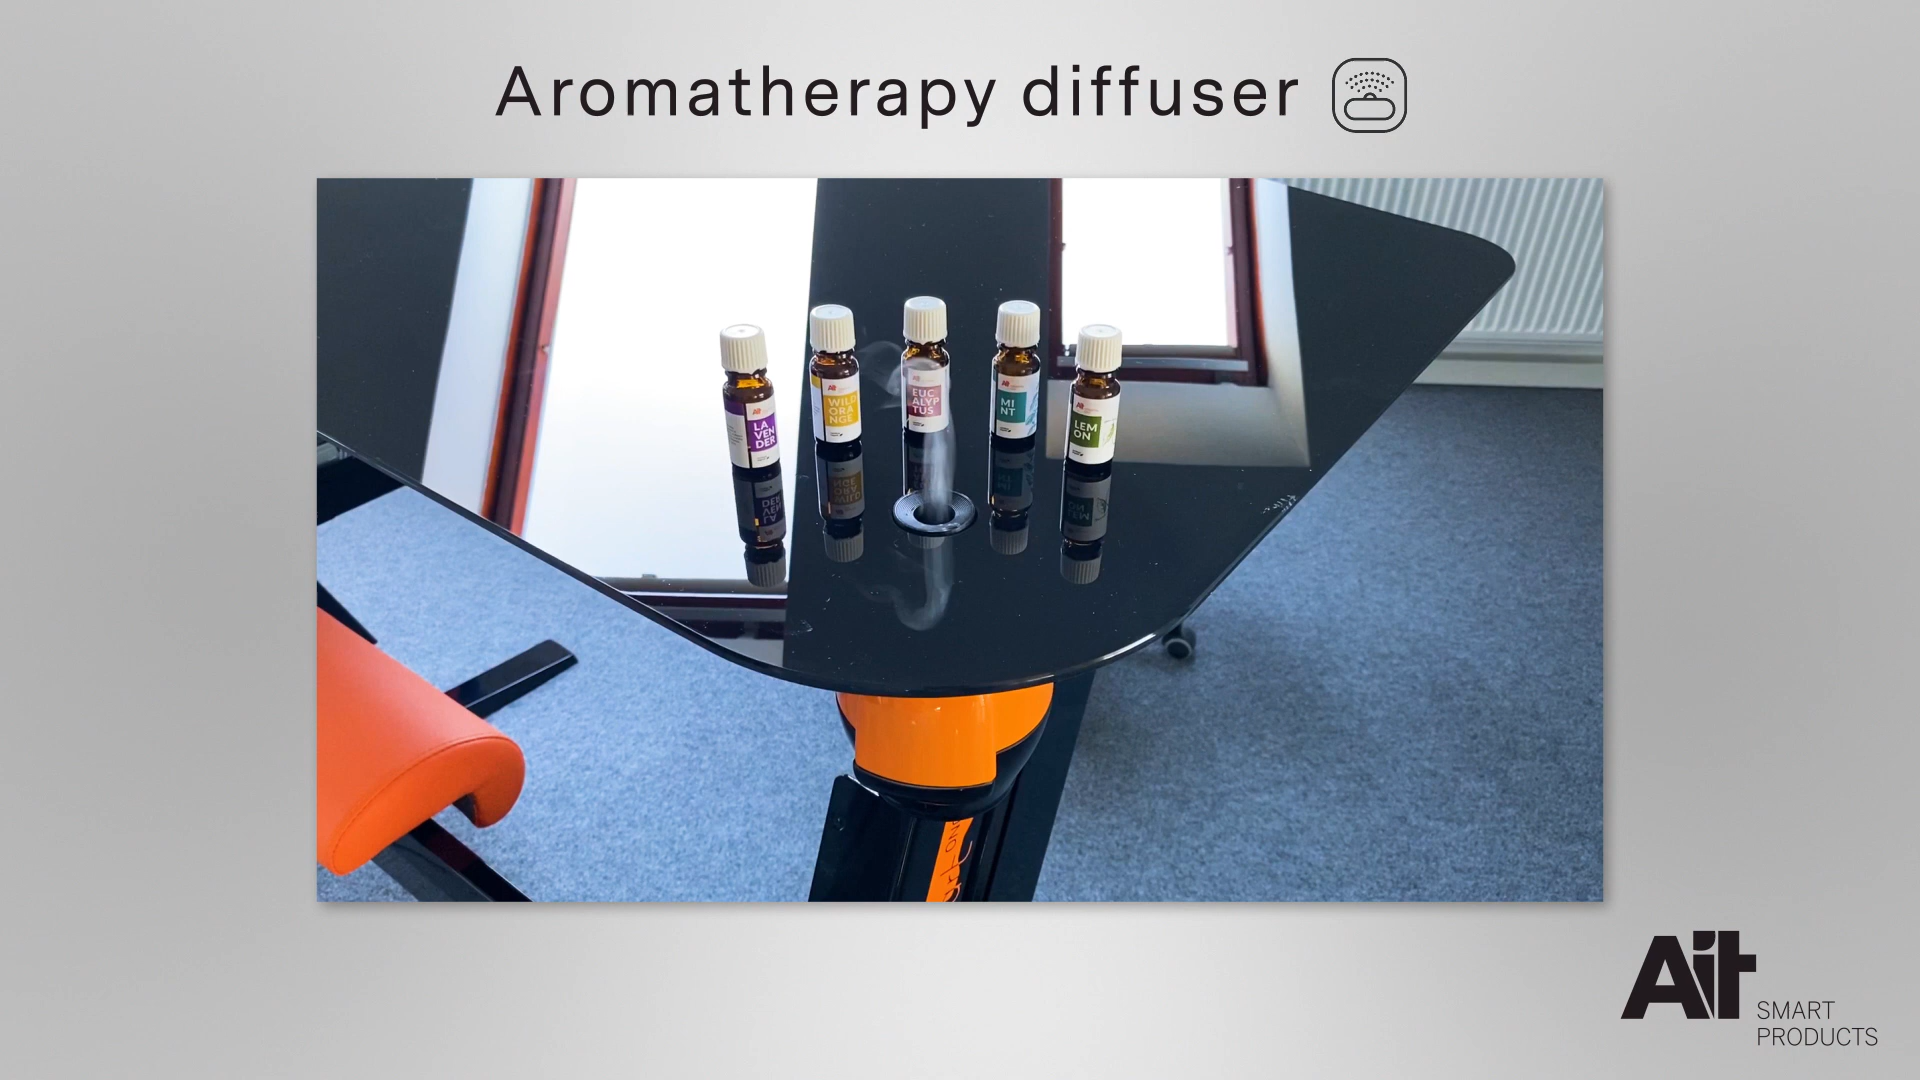 Aromatherapy diffuser
LA
VEN
DER
WILD
ORA
NGE
EUC
ALYP
TUS
MI
NT
LEM
ON
Ait
SMART
PRODUCTS